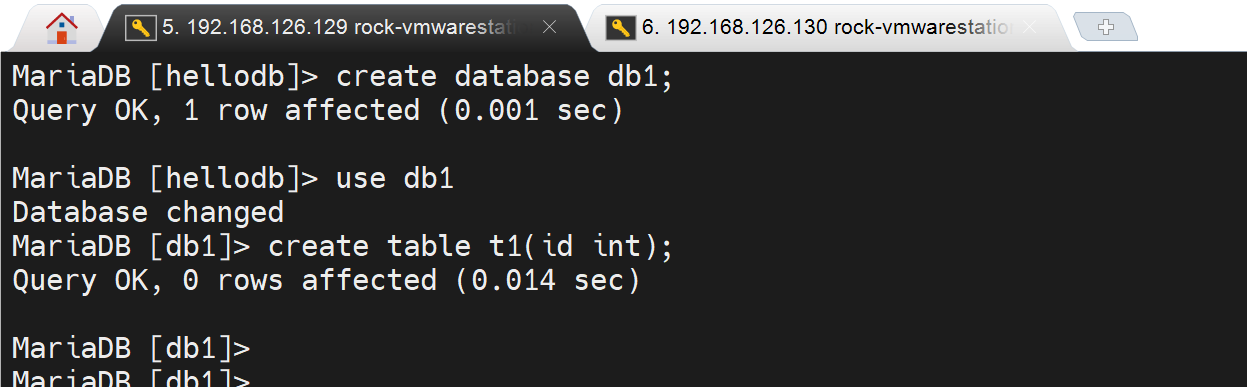 5. 192.168.126.129 rock-vmwarestati
6. 192.168.126.130 rock-vmwarestatio
MariaDB [hellodb]> create database db1;
Query OK, 1 row affected (0.001 sec)
MariaDB [hellodb]> use db1
Database changed
MariaDB [db1]> create table t1(id int);
Query OK, 0 rows affected (0.014 sec)
MariaDB [db1]>
MariaDB [db1]>